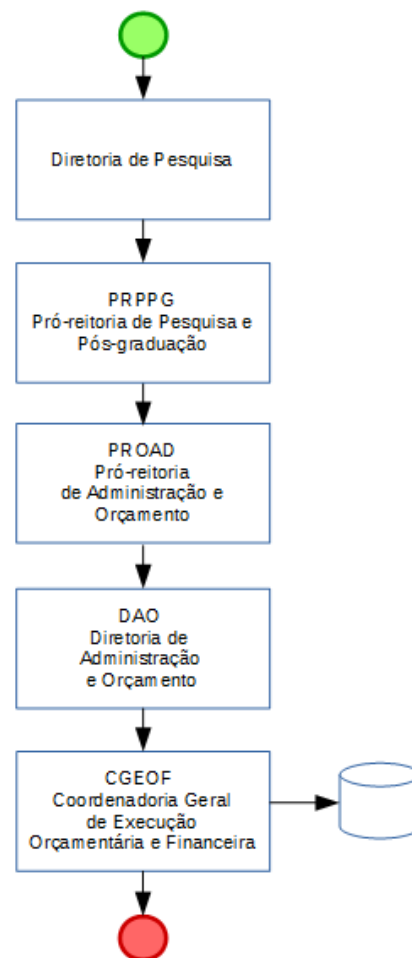 Diretoria de Pesquisa
PRPPG
Pró-reitoria de Pesquisa e
Pós-graduação
PROAD
Pró-reitoria
de Administração e
Orçamento
DAO
Diretoria de
Administração
e Orçamento
CGEOF
Coordenadoria Geral
de Execução
Orçamentária e Financeira